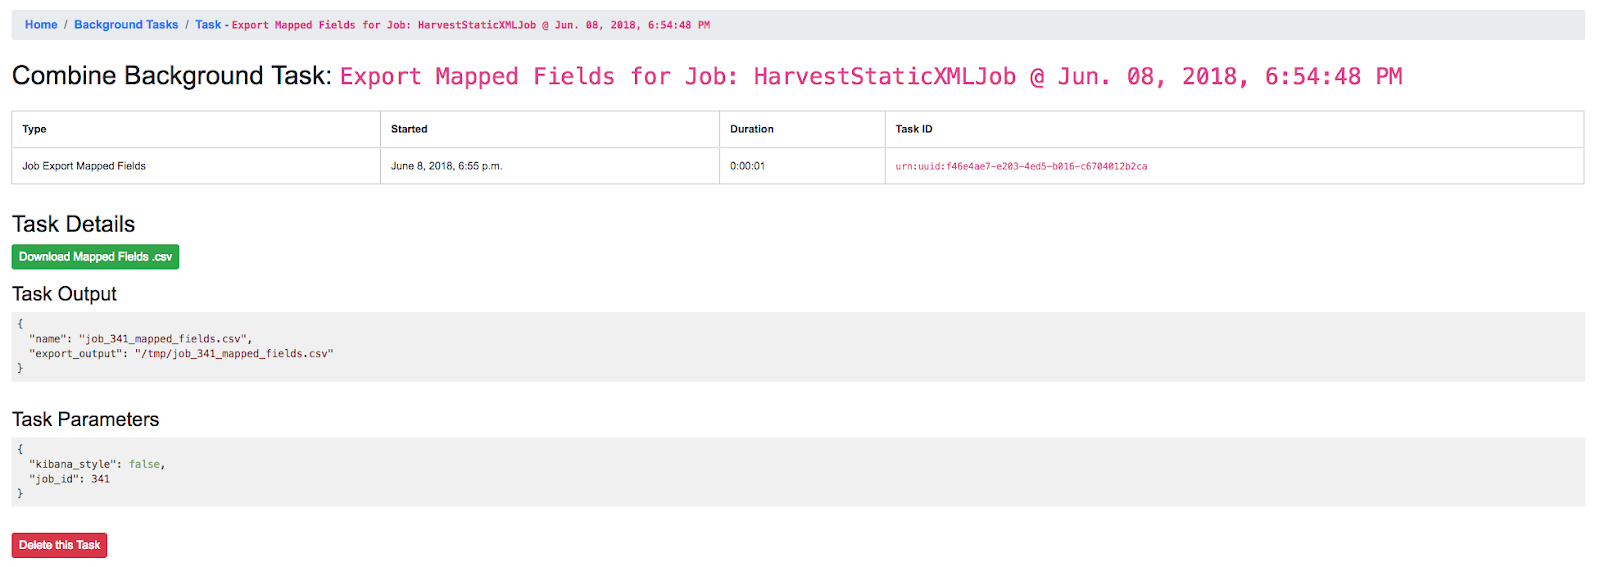 Home / Background Tasks / Task - Export Mapped Fields for Job: HarvestStaticXMLJob @ Jun. 08, 2018, 6:54:48 PM
Combine Background Task: Export Mapped Fields for Job: HarvestStaticXMLJob @ Jun. 08, 2018, 6:54:48 PM
Type Started Duration Task ID
Job Export Mapped Fields June 8, 2018, 6:55 p.m. 0:00:01 urn:uuid:f46e4ae7-e203-4ed5-b016-c6704012b2ca
Task Details
Download Mapped Fields .csv
Task Output
{
"name": "job_341_mapped_fields.csv",
"export_output": "/tmp/job_341_mapped_fields.csv"
}
Task Parameters
{
"kibana_style": false,
"job_id": 341
}
Delete this Task